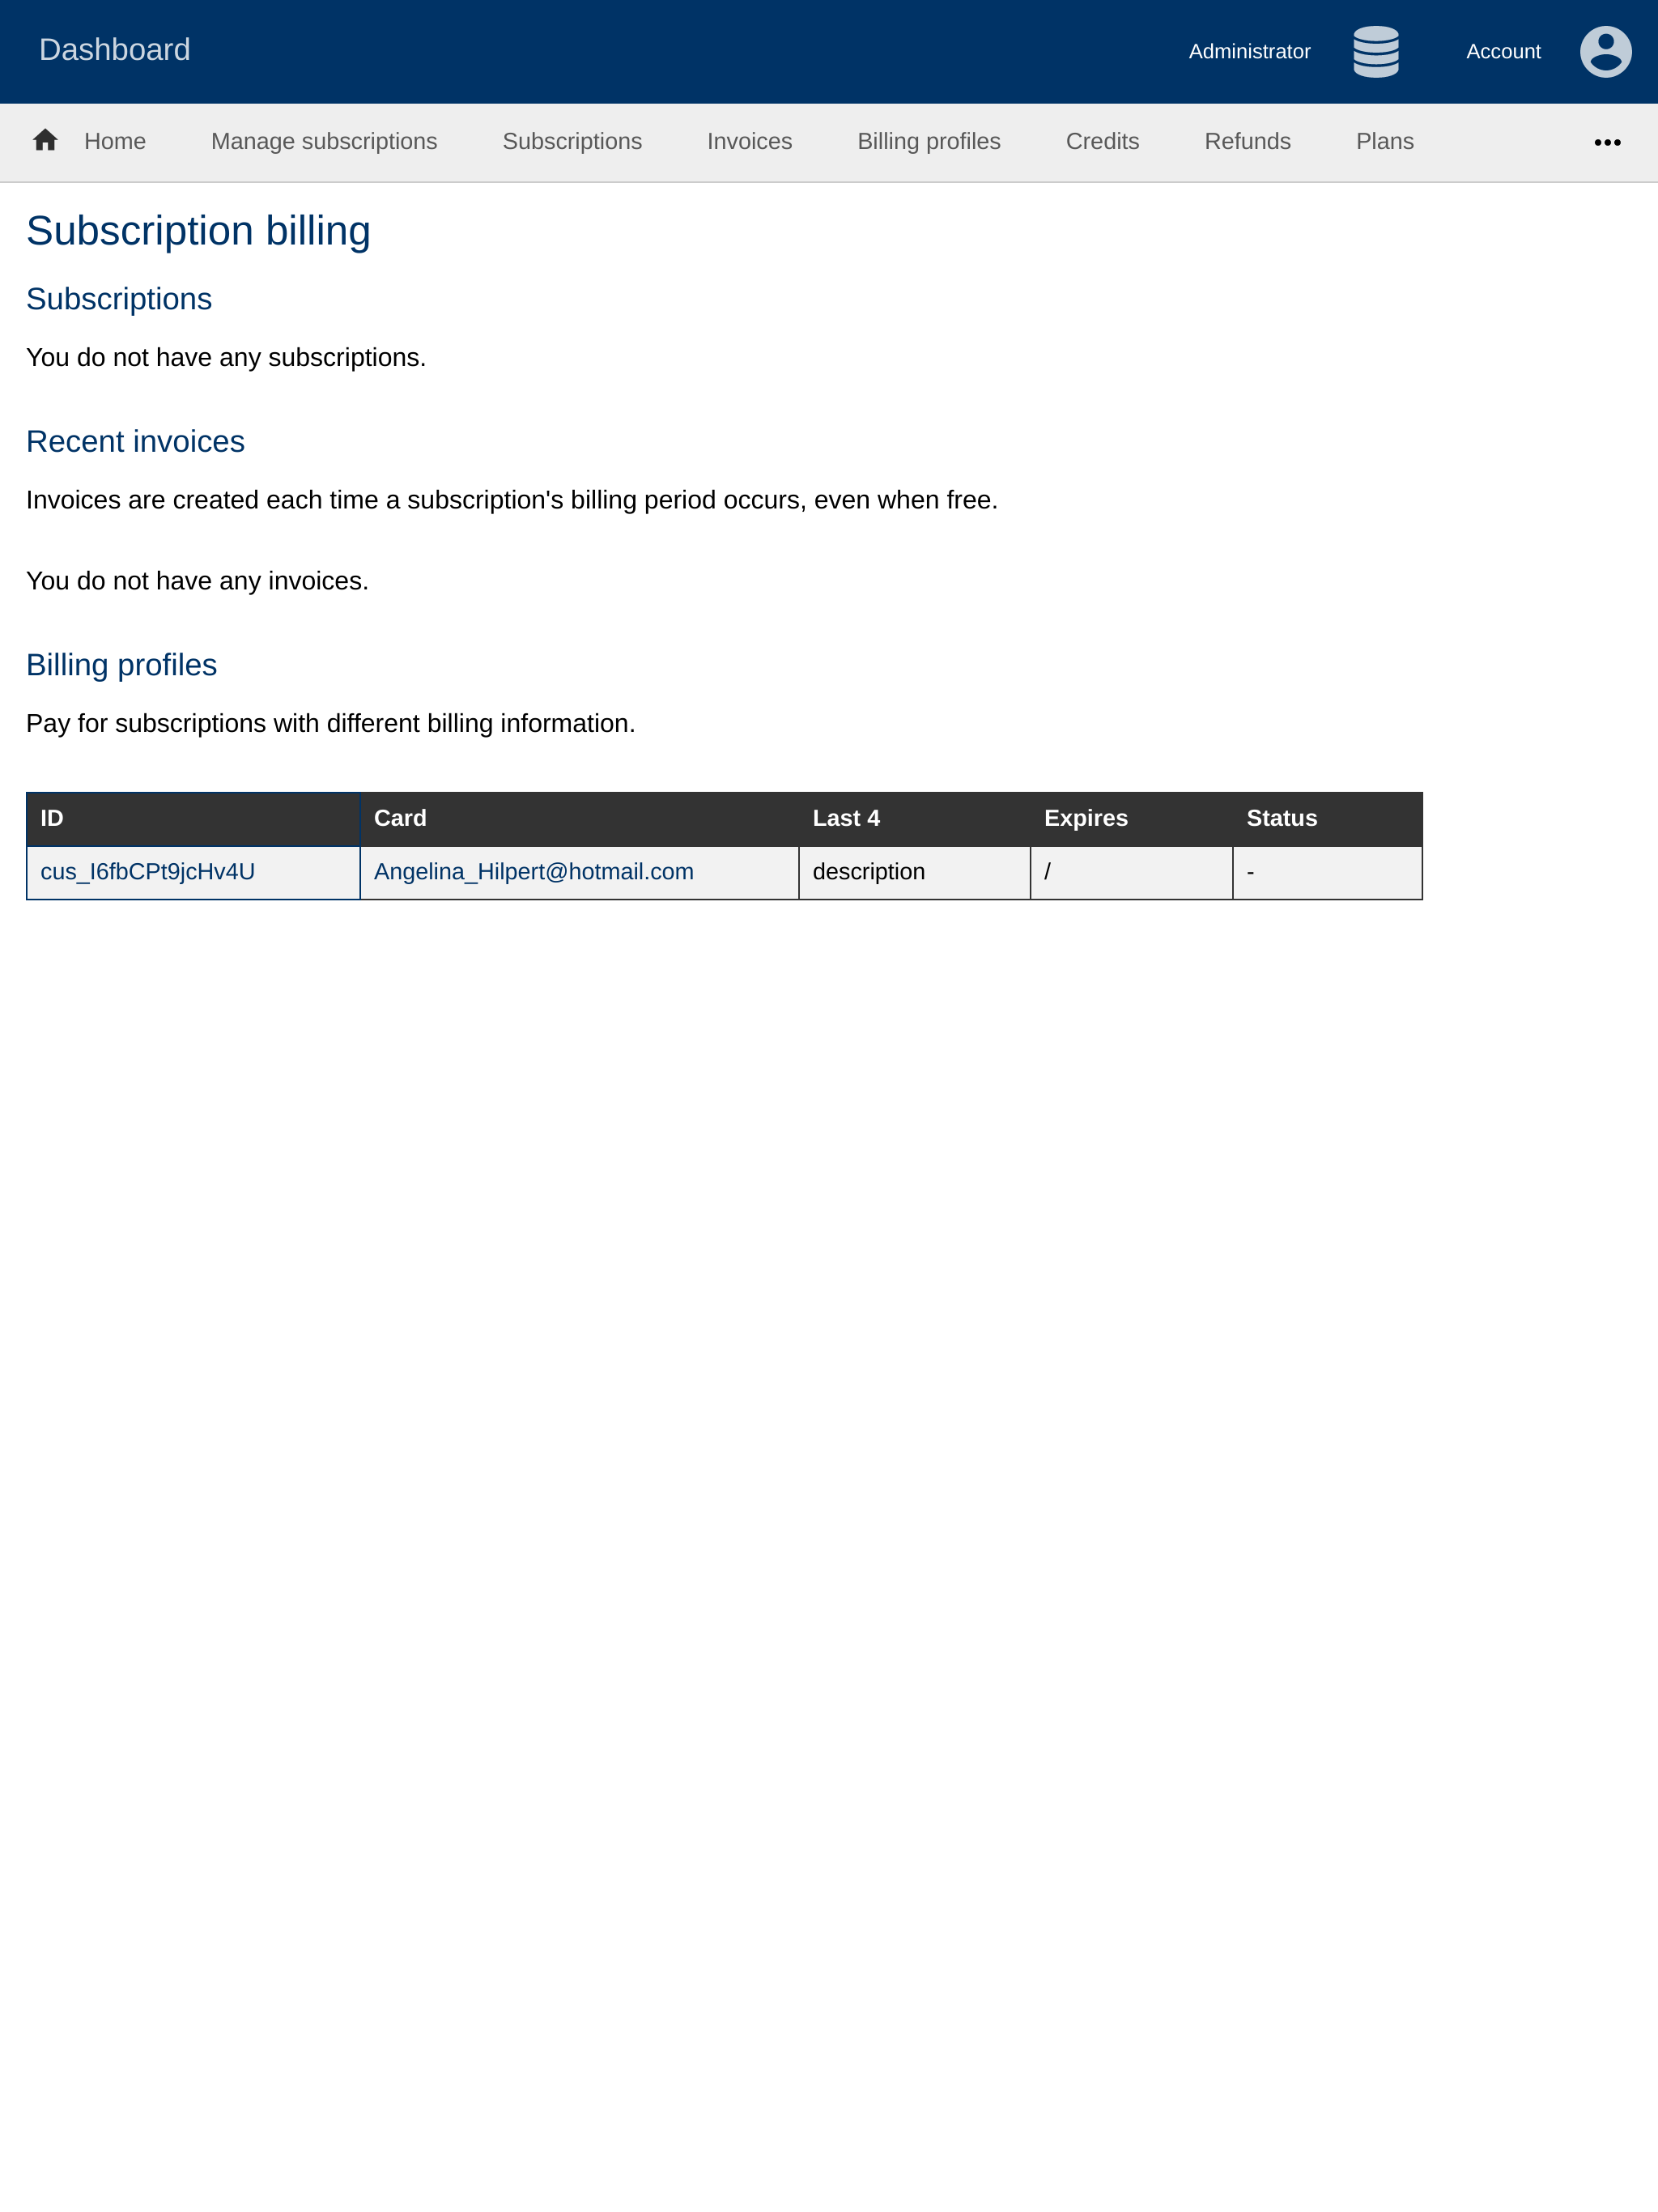 Dashboard
Administrator
Account
Home Manage subscriptions Subscriptions Invoices Billing profiles Credits Refunds Plans
Subscription billing
Subscriptions
You do not have any subscriptions.
Recent invoices
Invoices are created each time a subscription's billing period occurs, even when free.
You do not have any invoices.
Billing profiles
Pay for subscriptions with different billing information.
ID Card Last 4 Expires Status
cus_I6fbCPt9jcHv4U Angelina_Hilpert@hotmail.com description / -